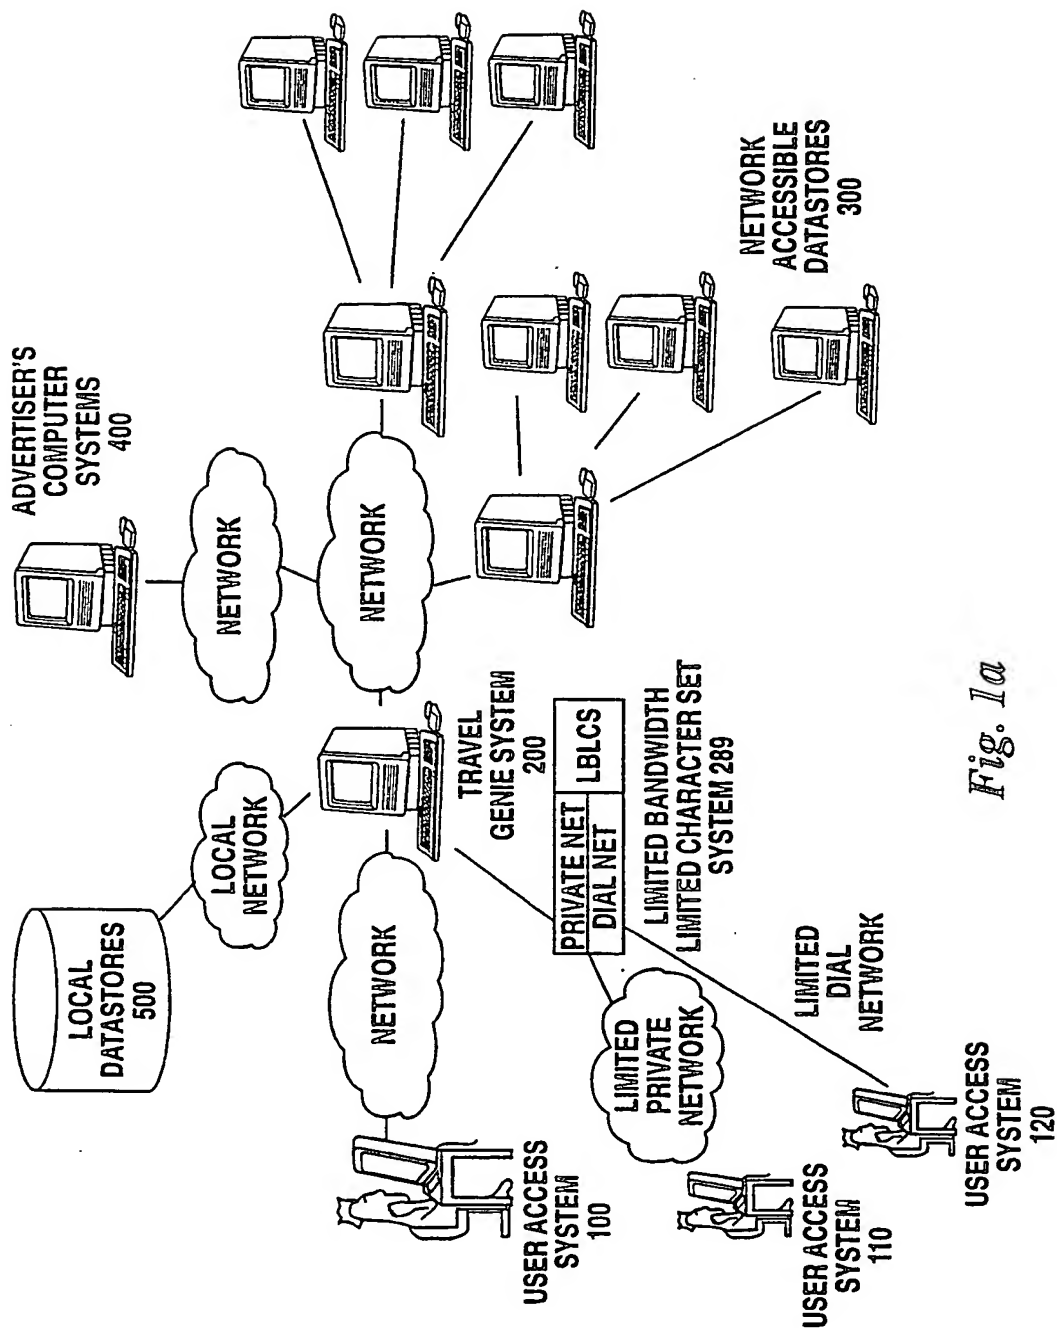 LOCAL
DATASTORES
500
LOCAL
NETWORK
ADVERTISER'S
COMPUTER
SYSTEMS
400
NETWORK
NETWORK
NETWORK
TRAVEL
GENIE SYSTEM
200
NETWORK
ACCESSIBLE
DATASTORES
300
PRIVATE NET
DIAL NET
LBLCS
LIMITED BANDWIDTH
LIMITED CHARACTER SET
SYSTEM 289
LIMITED
PRIVATE
NETWORK
LIMITED
DIAL
NETWORK
USER ACCESS
SYSTEM
100
USER ACCESS
SYSTEM
110
USER ACCESS
SYSTEM
120
Fig. 1a